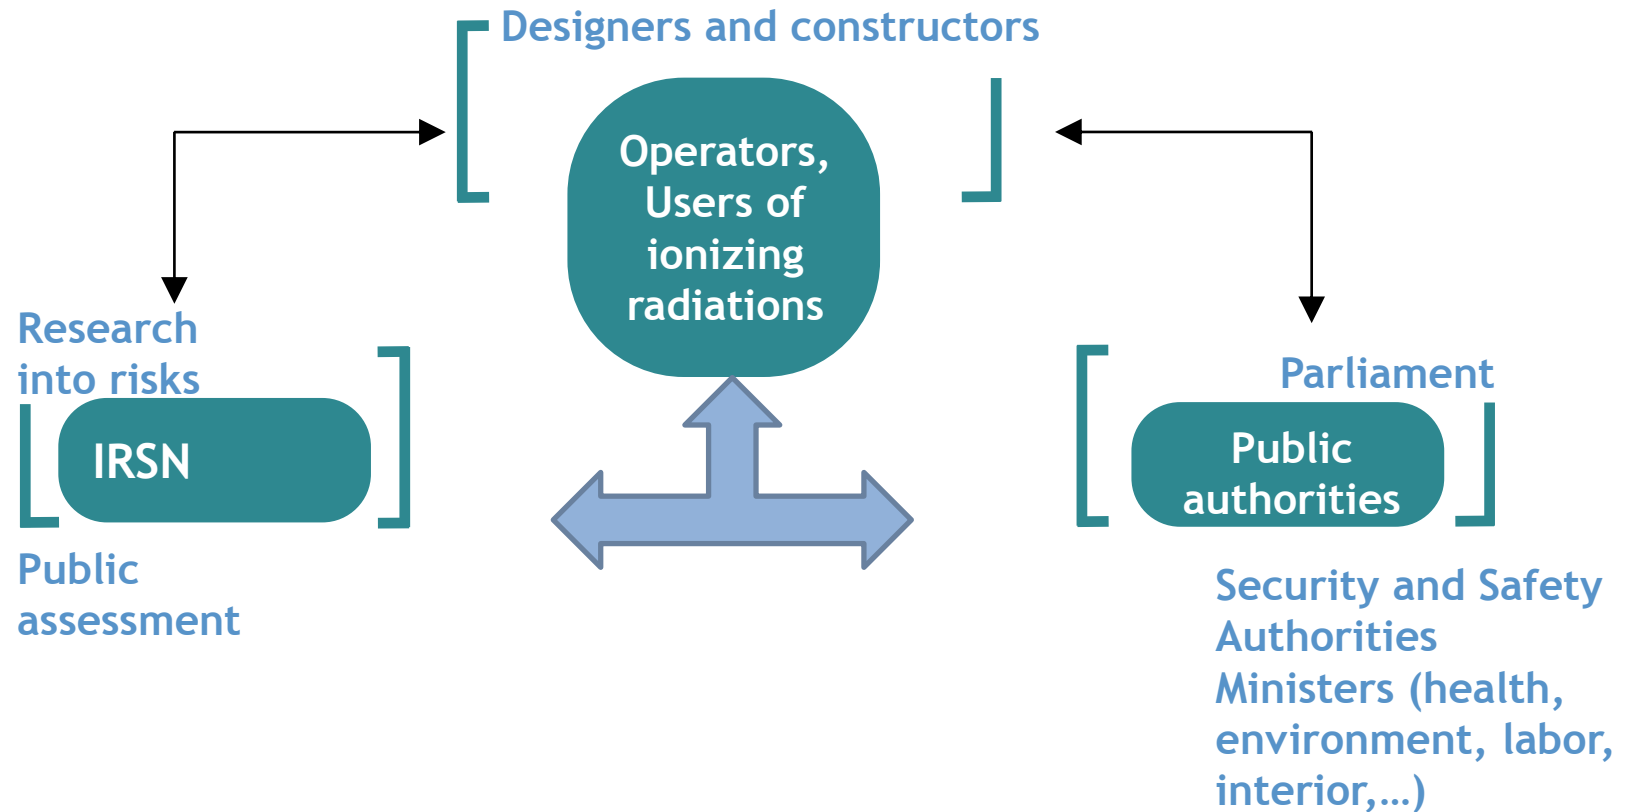 Designers and constructors
Operators,
Users of
ionizing
radiations
Research
into risks
IRSN
Public
assessment
Parliament
Public
authorities
Security and Safety
Authorities
Ministers (health,
environment, labor,
interior,…)